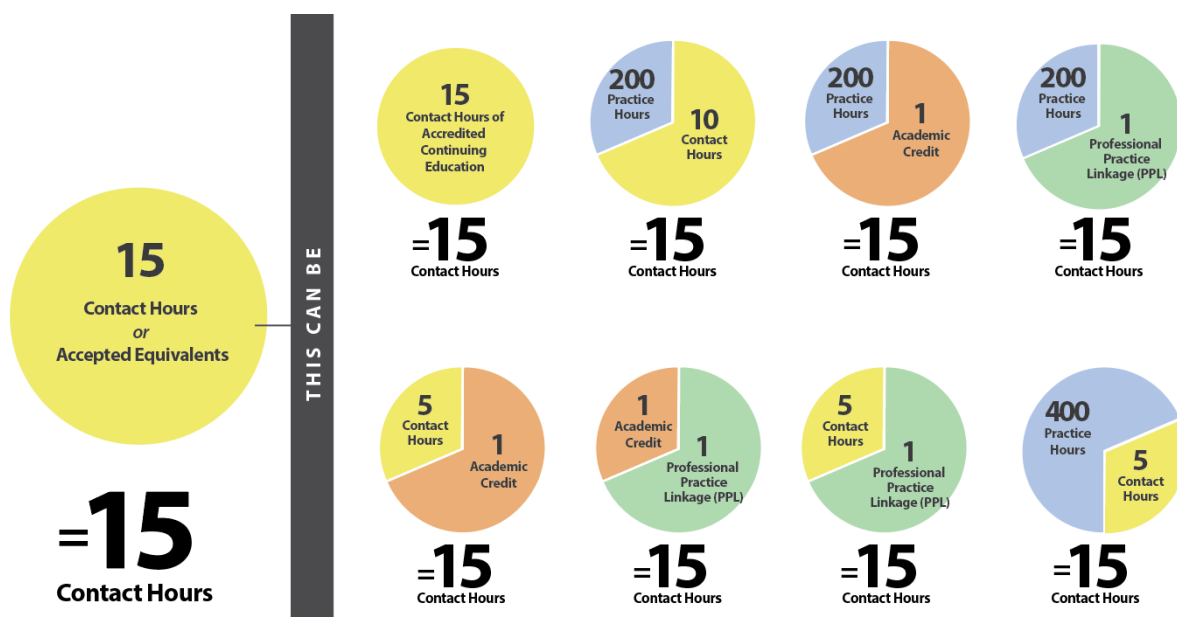 15
Contact Hours
or
Accepted Equivalents
=15
Contact Hours
THIS CAN BE
15
Contact Hours of
Accredited
Continuing
Education
=15
Contact Hours
200
Practice
Hours
10
Contact
Hours
=15
Contact Hours
200
Practice
Hours
1
Academic
Credit
=15
Contact Hours
200
Practice
Hours
1
Professional
Practice
Linkage (PPL)
=15
Contact Hours
5
Contact
Hours
1
Academic
Credit
=15
Contact Hours
1
Academic
Credit
1
Professional
Practice
Linkage (PPL)
=15
Contact Hours
5
Contact
Hours
1
Professional
Practice
Linkage (PPL)
=15
Contact Hours
400
Practice
Hours
5
Contact
Hours
=15
Contact Hours